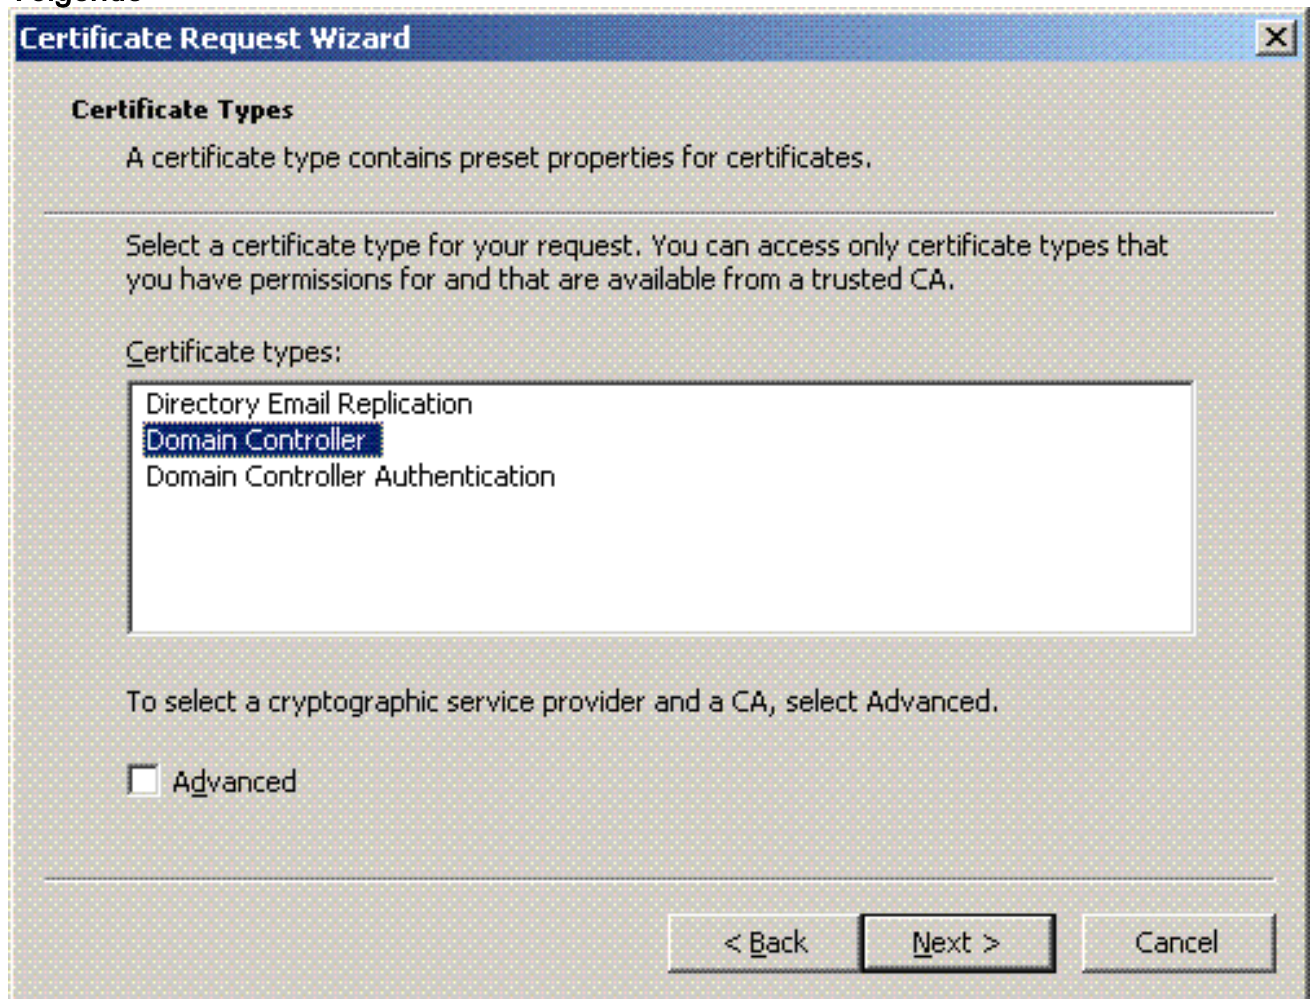 Certificate Request Wizard
Certificate Types
A certificate type contains preset properties for certificates.
Select a certificate type for your request. You can access only certificate types that
you have permissions for and that are available from a trusted CA.
Certificate types:
Directory Email Replication
Domain Controller
Domain Controller Authentication
To select a cryptographic service provider and a CA, select Advanced.
Advanced
< Back
Next >
Cancel